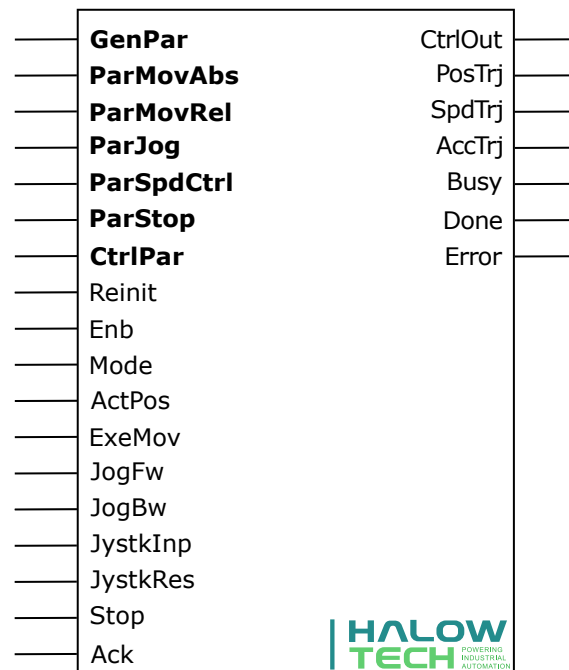 GenPar CtrlOut
ParMovAbs PosTrj
ParMovRel SpdTrj
ParJog AccTrj
ParSpdCtrl Busy
ParStop Done
CtrlPar Error
Reinit
Enb
Mode
ActPos
ExeMov
JogFw
JogBw
JystkInp
JystkRes
Stop
Ack
HALOW
TECH
POWERING
INDUSTRIAL
AUTOMATION